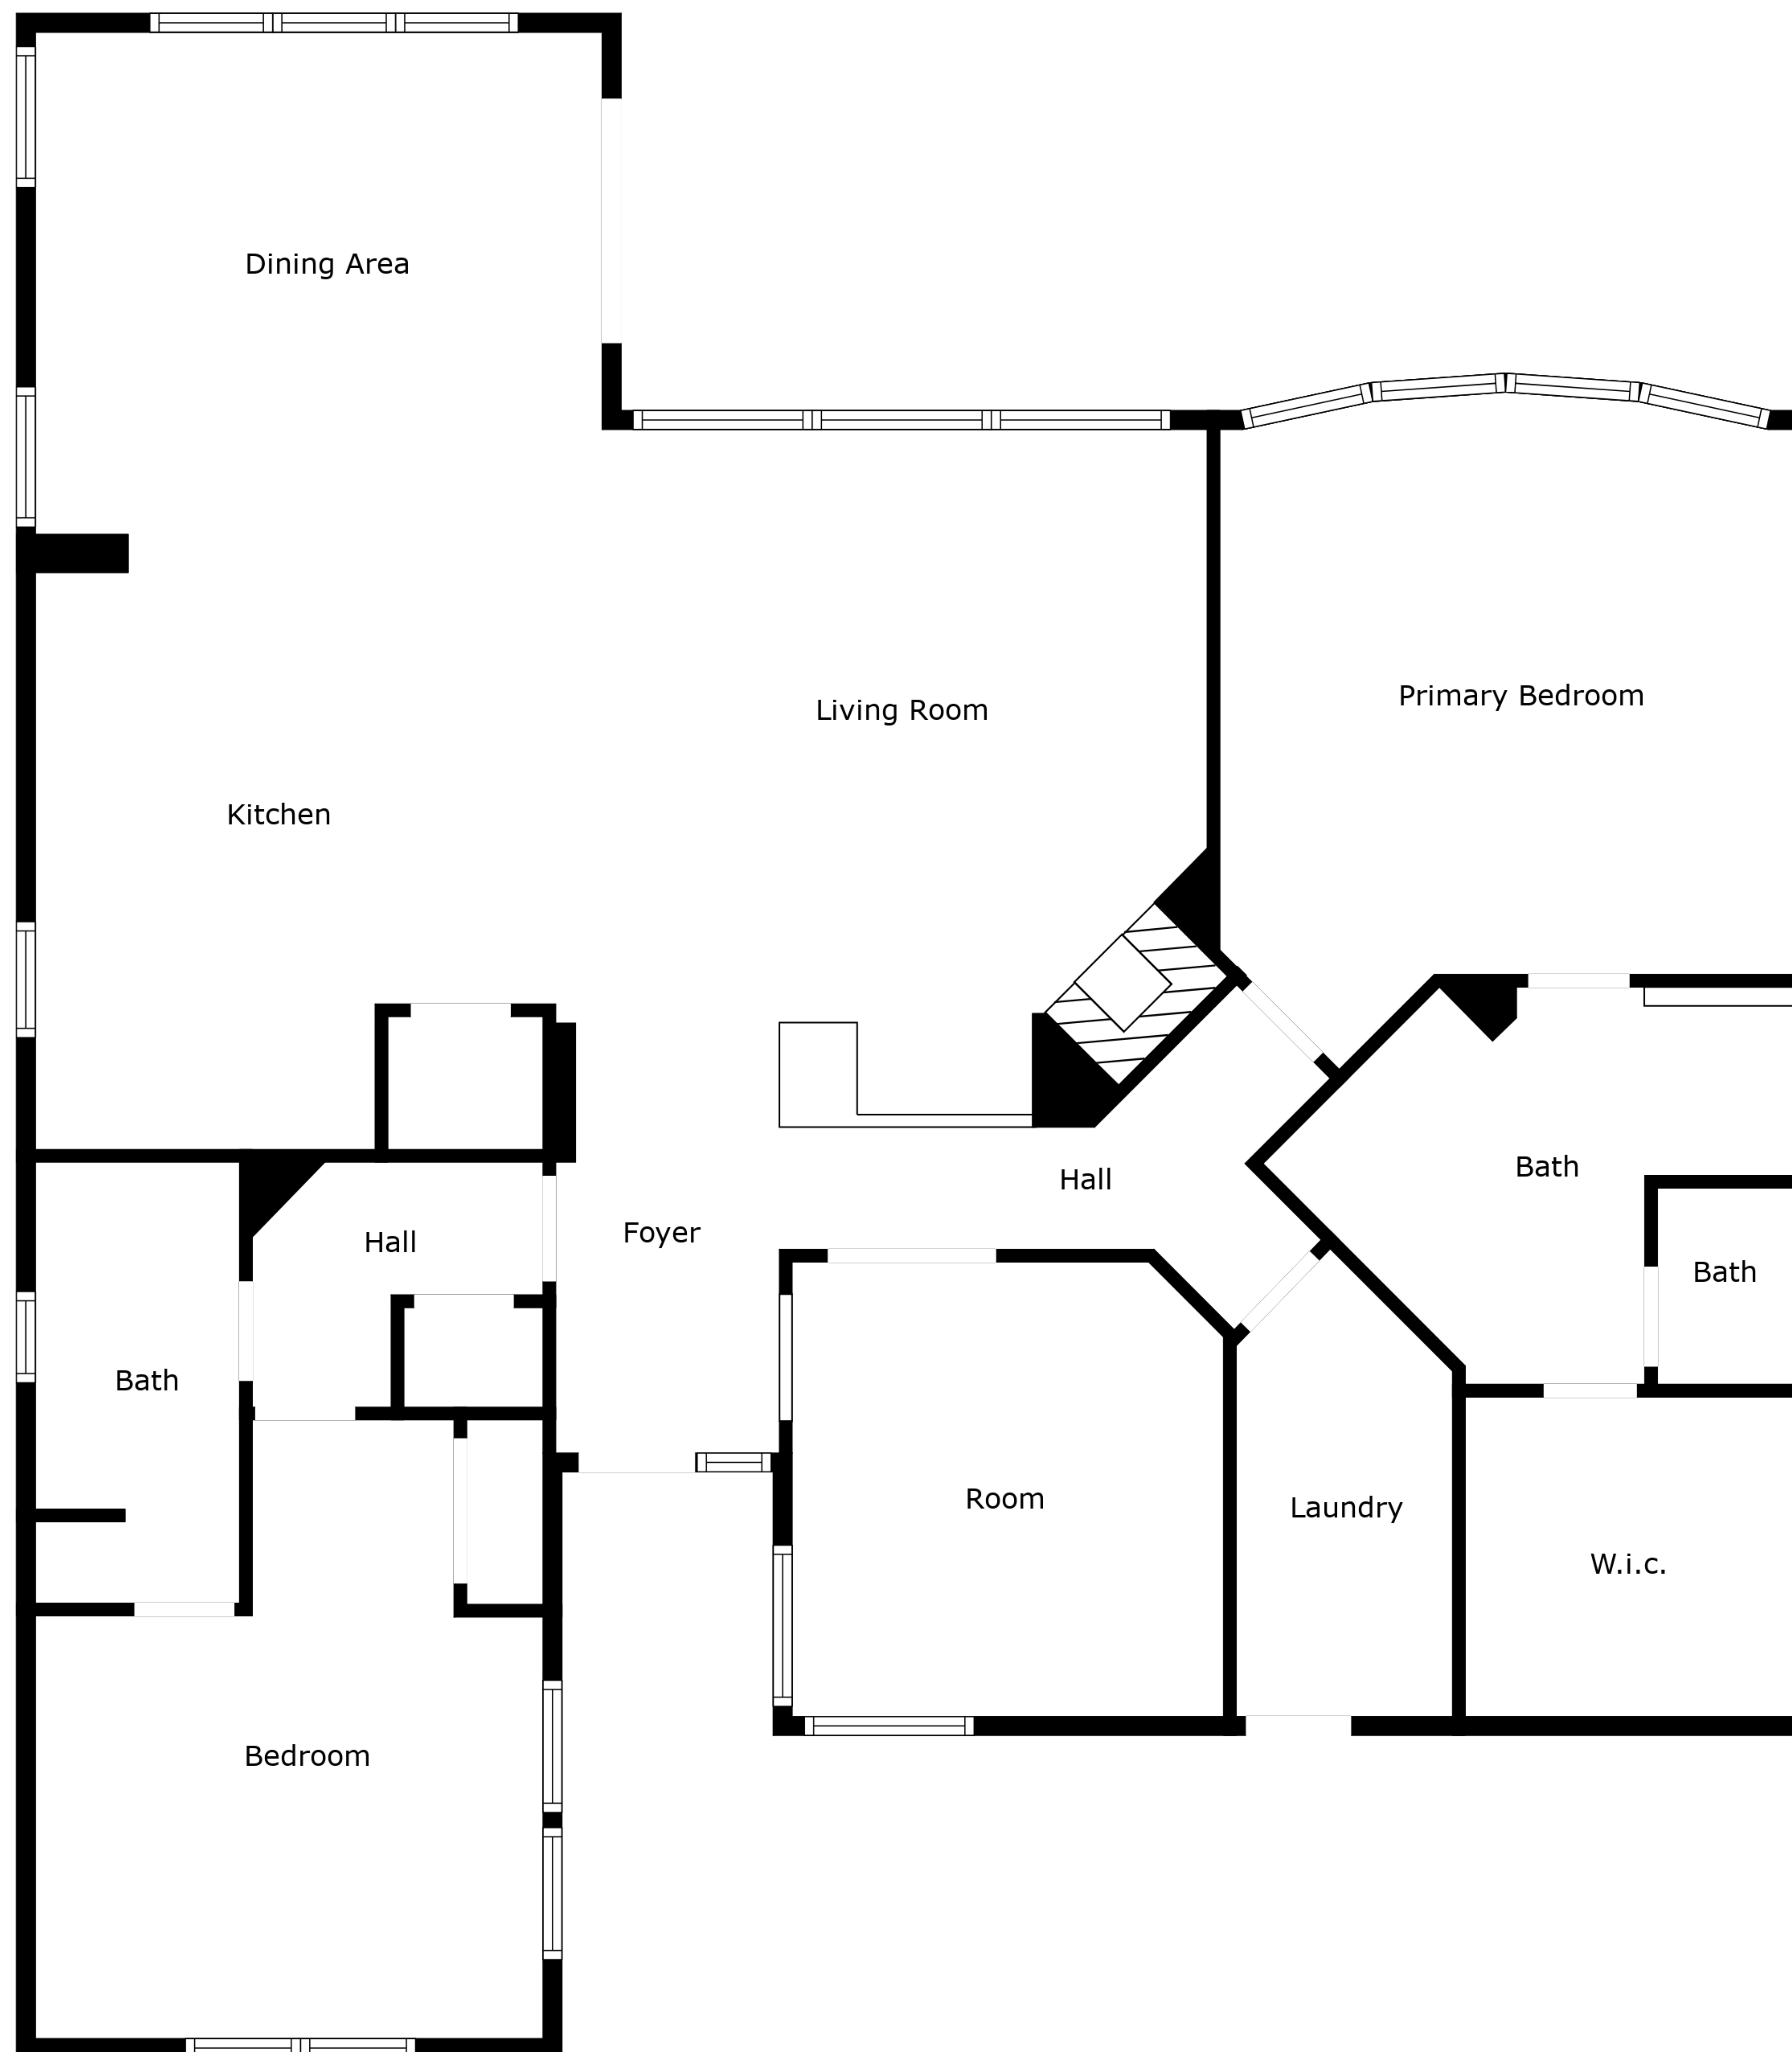 Dining Area
Primary Bedroom
Living Room
Kitchen
Bath
Hall
Foyer
Hall
Bath
Bath
Room
Laundry
W.i.c.
Bedroom